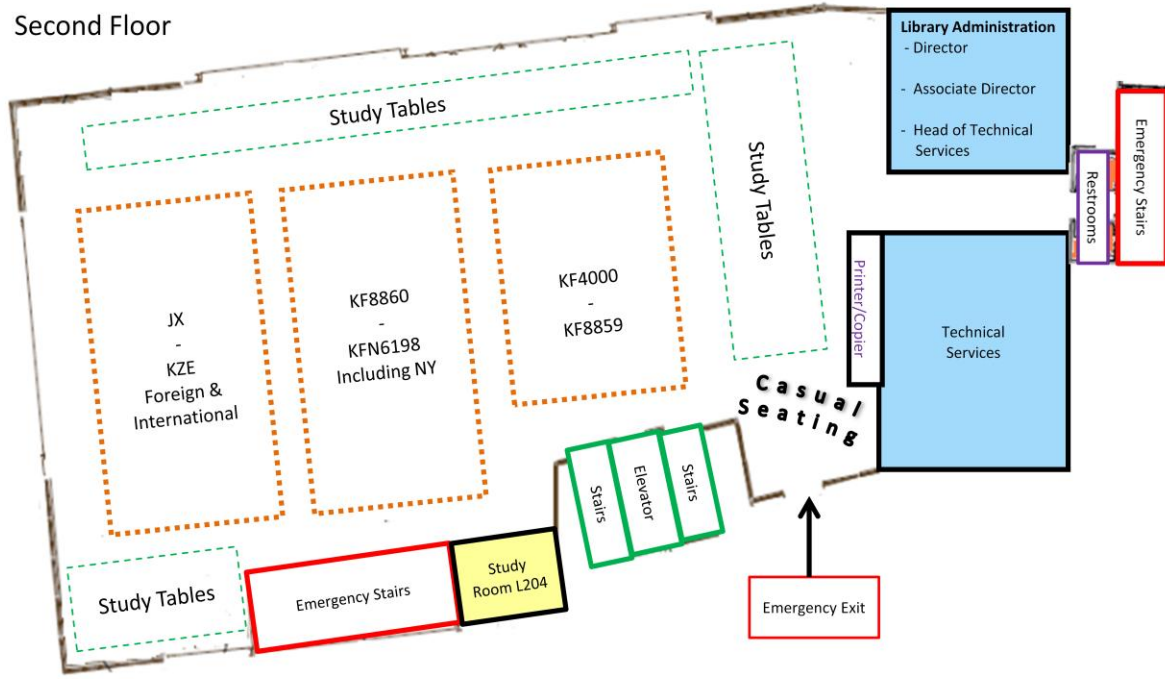 Second Floor
Library Administration
- Director
- Associate Director
- Head of Technical
Services
Study Tables
Study Tables
Emergency Stairs
Restrooms
JX
-
KZE
Foreign &
International
KF8860
-
KFN6198
Including NY
KF4000
-
KF8859
Printer/Copier
Technical
Services
Casual
Seating
Stairs
Elevator
Stairs
Study Tables
Emergency Stairs
Study
Room L204
Emergency Exit